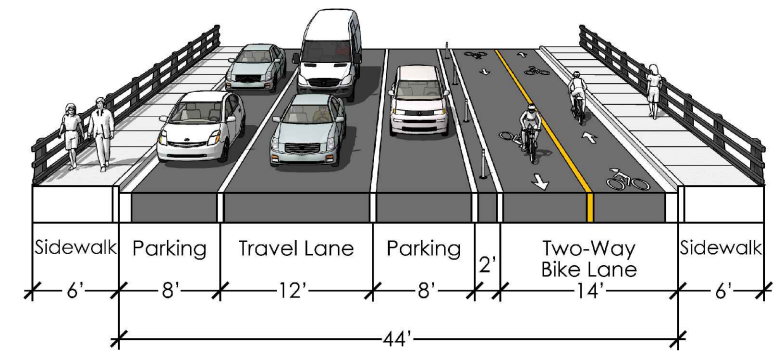 Sidewalk Parking Travel Lane Parking 2' Two-Way Bike Lane Sidewalk
6' 8' 12' 8' 14' 6'
44'